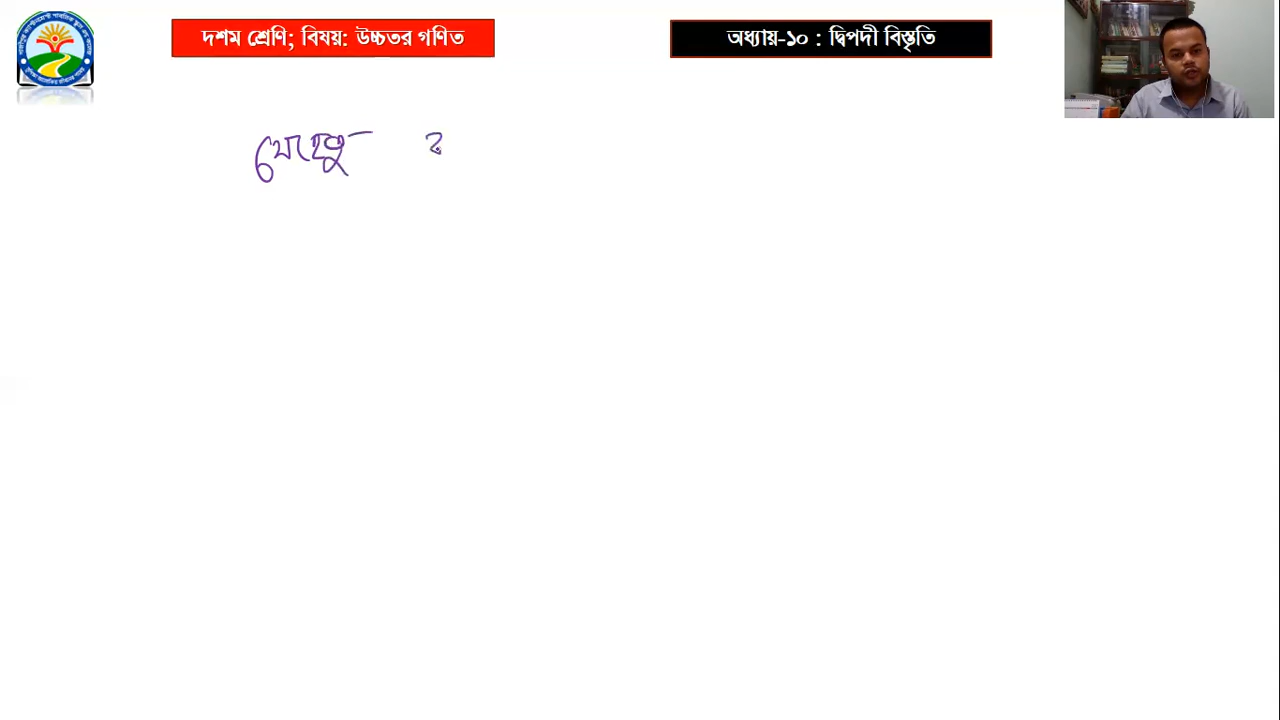 দশম শ্রেণি; বিষয়: উচ্চতর গণিত
অধ্যায়-১০ : দ্বিপদী বিস্তৃতি
যেহেতু